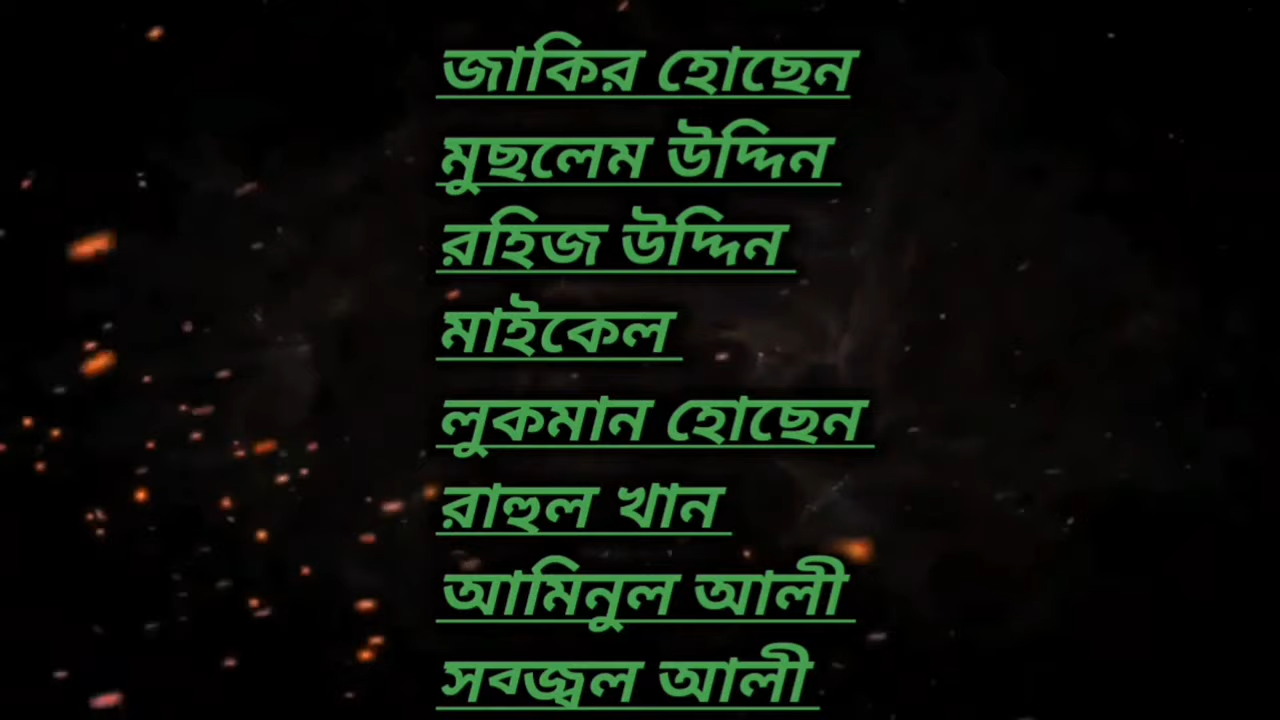 জাকির হোছেন
মুছলেম উদ্দিন
রহিজ উদ্দিন
মাইকেল
লুকমান হোছেন
ৰাহুল খান
আমিনুল আলী
সবজ্বল আলী